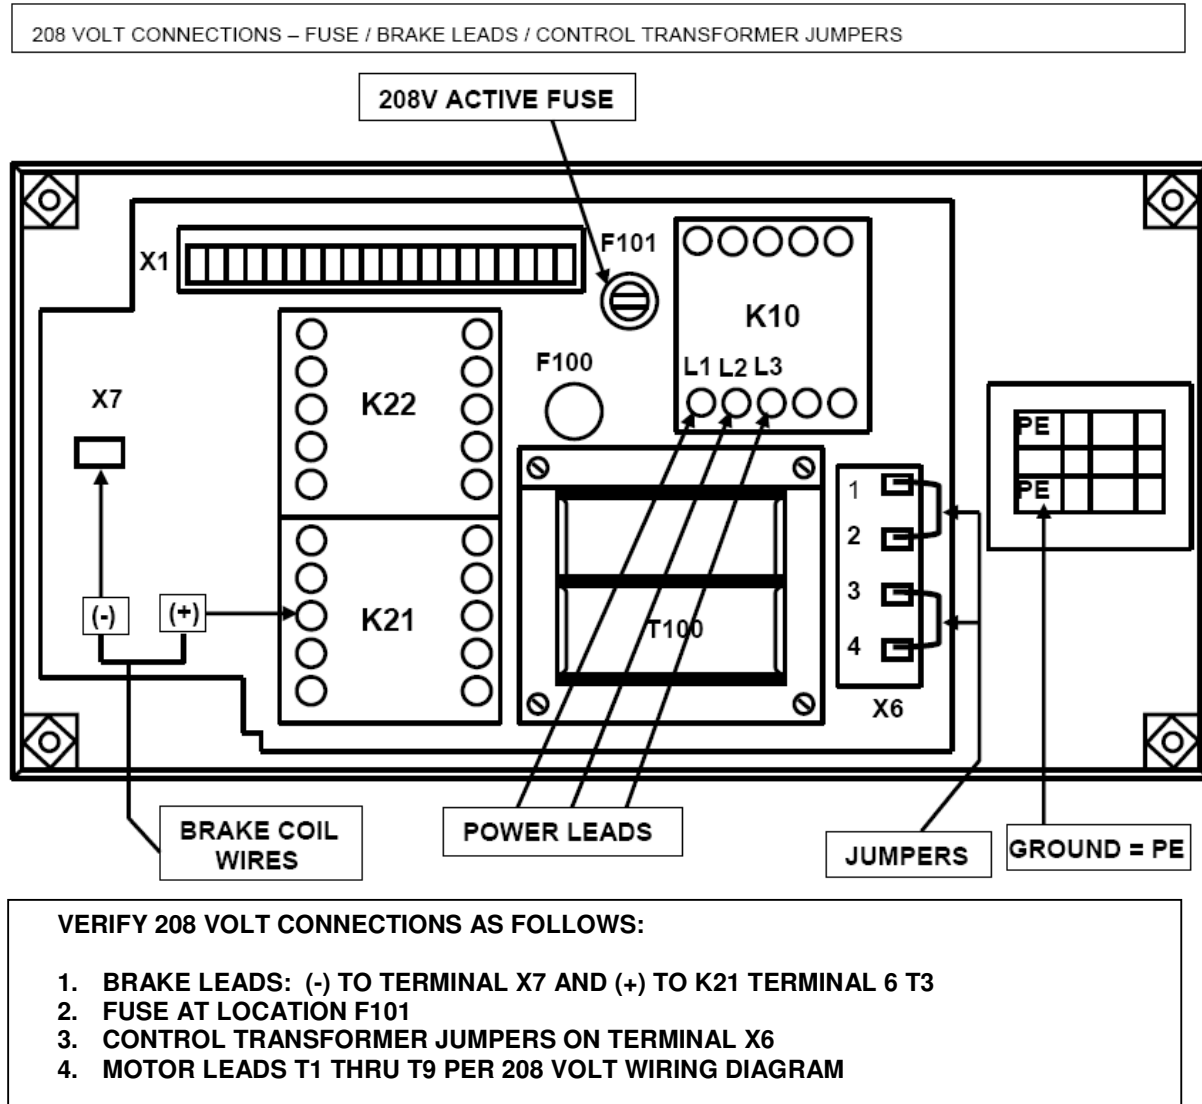 208 VOLT CONNECTIONS – FUSE / BRAKE LEADS / CONTROL TRANSFORMER JUMPERS
208V ACTIVE FUSE
X1
F101
K10
L1 L2 L3
F100
K22
X7
PE
PE
1
2
3
4
(-)
(+)
K21
T100
X6
BRAKE COIL
WIRES
POWER LEADS
JUMPERS
GROUND = PE
VERIFY 208 VOLT CONNECTIONS AS FOLLOWS:
1. BRAKE LEADS: (-) TO TERMINAL X7 AND (+) TO K21 TERMINAL 6 T3
2. FUSE AT LOCATION F101
3. CONTROL TRANSFORMER JUMPERS ON TERMINAL X6
4. MOTOR LEADS T1 THRU T9 PER 208 VOLT WIRING DIAGRAM